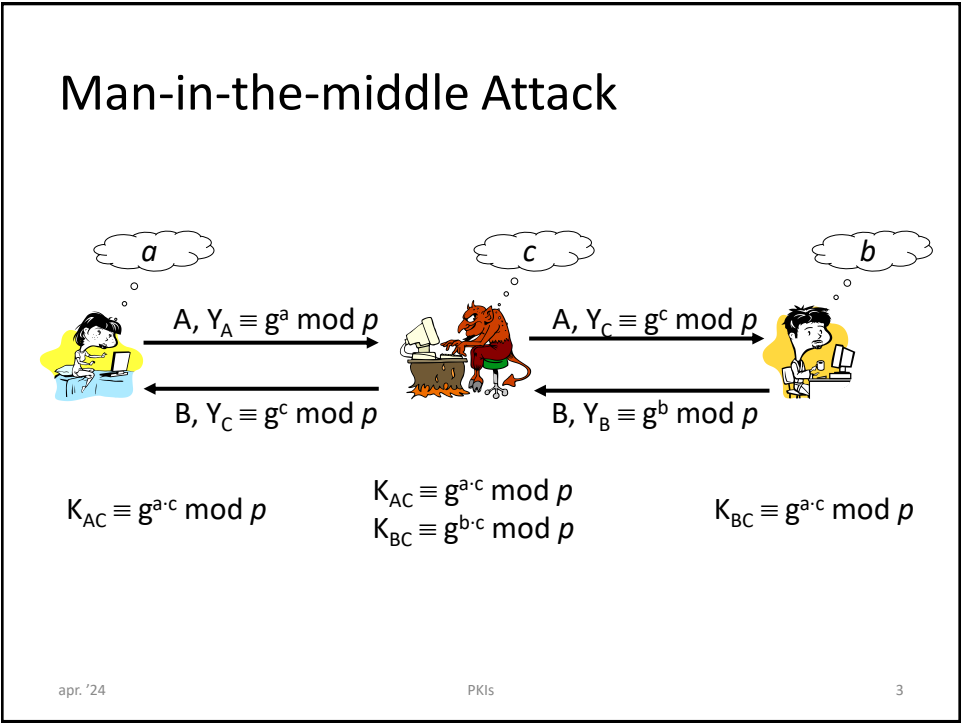 Man-in-the-middle Attack
a
c
b
A, Y_A ≡ g^a mod p
A, Y_C ≡ g^c mod p
B, Y_C ≡ g^c mod p
B, Y_B ≡ g^b mod p
K_AC ≡ g^a·c mod p
K_AC ≡ g^a·c mod p
K_BC ≡ g^b·c mod p
K_BC ≡ g^a·c mod p
apr. '24
PKIs
3